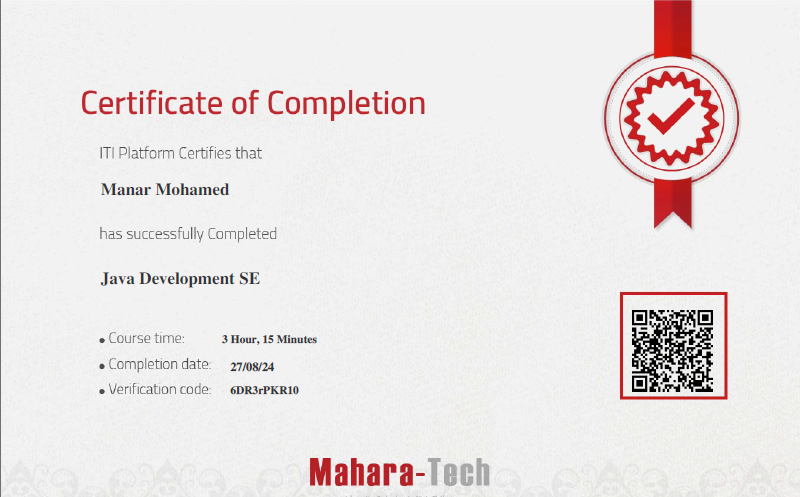 Certificate of Completion
ITI Platform Certifies that
Manar Mohamed
has successfully Completed
Java Development SE
Course time: 3 Hour, 15 Minutes
Completion date: 27/08/24
Verification code: 6DR3rPKR10
Mahara-Tech